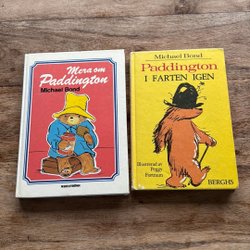 Mera om
Paddington
Michael Bond
Michael Bond
Paddington
I FARTEN IGEN
Illustrerad av
Peggy
Fortnum
BERGHS